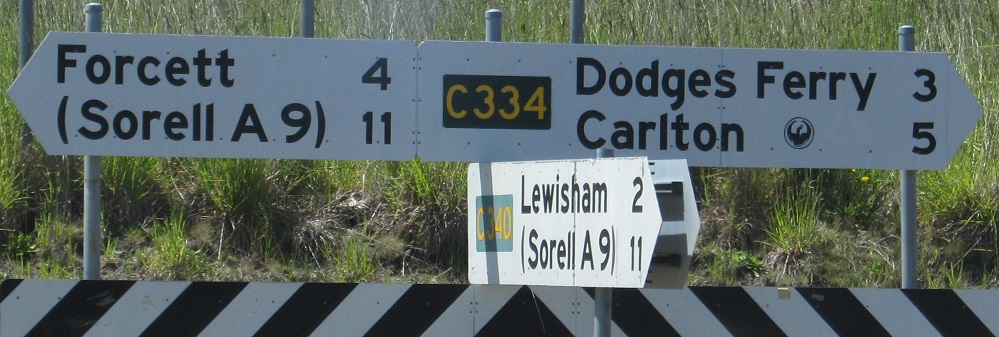 Forcett 4
(Sorell A 9) 11
C334
Dodges Ferry 3
Carlton 5
C340
Lewisham 2
(Sorell A 9) 11